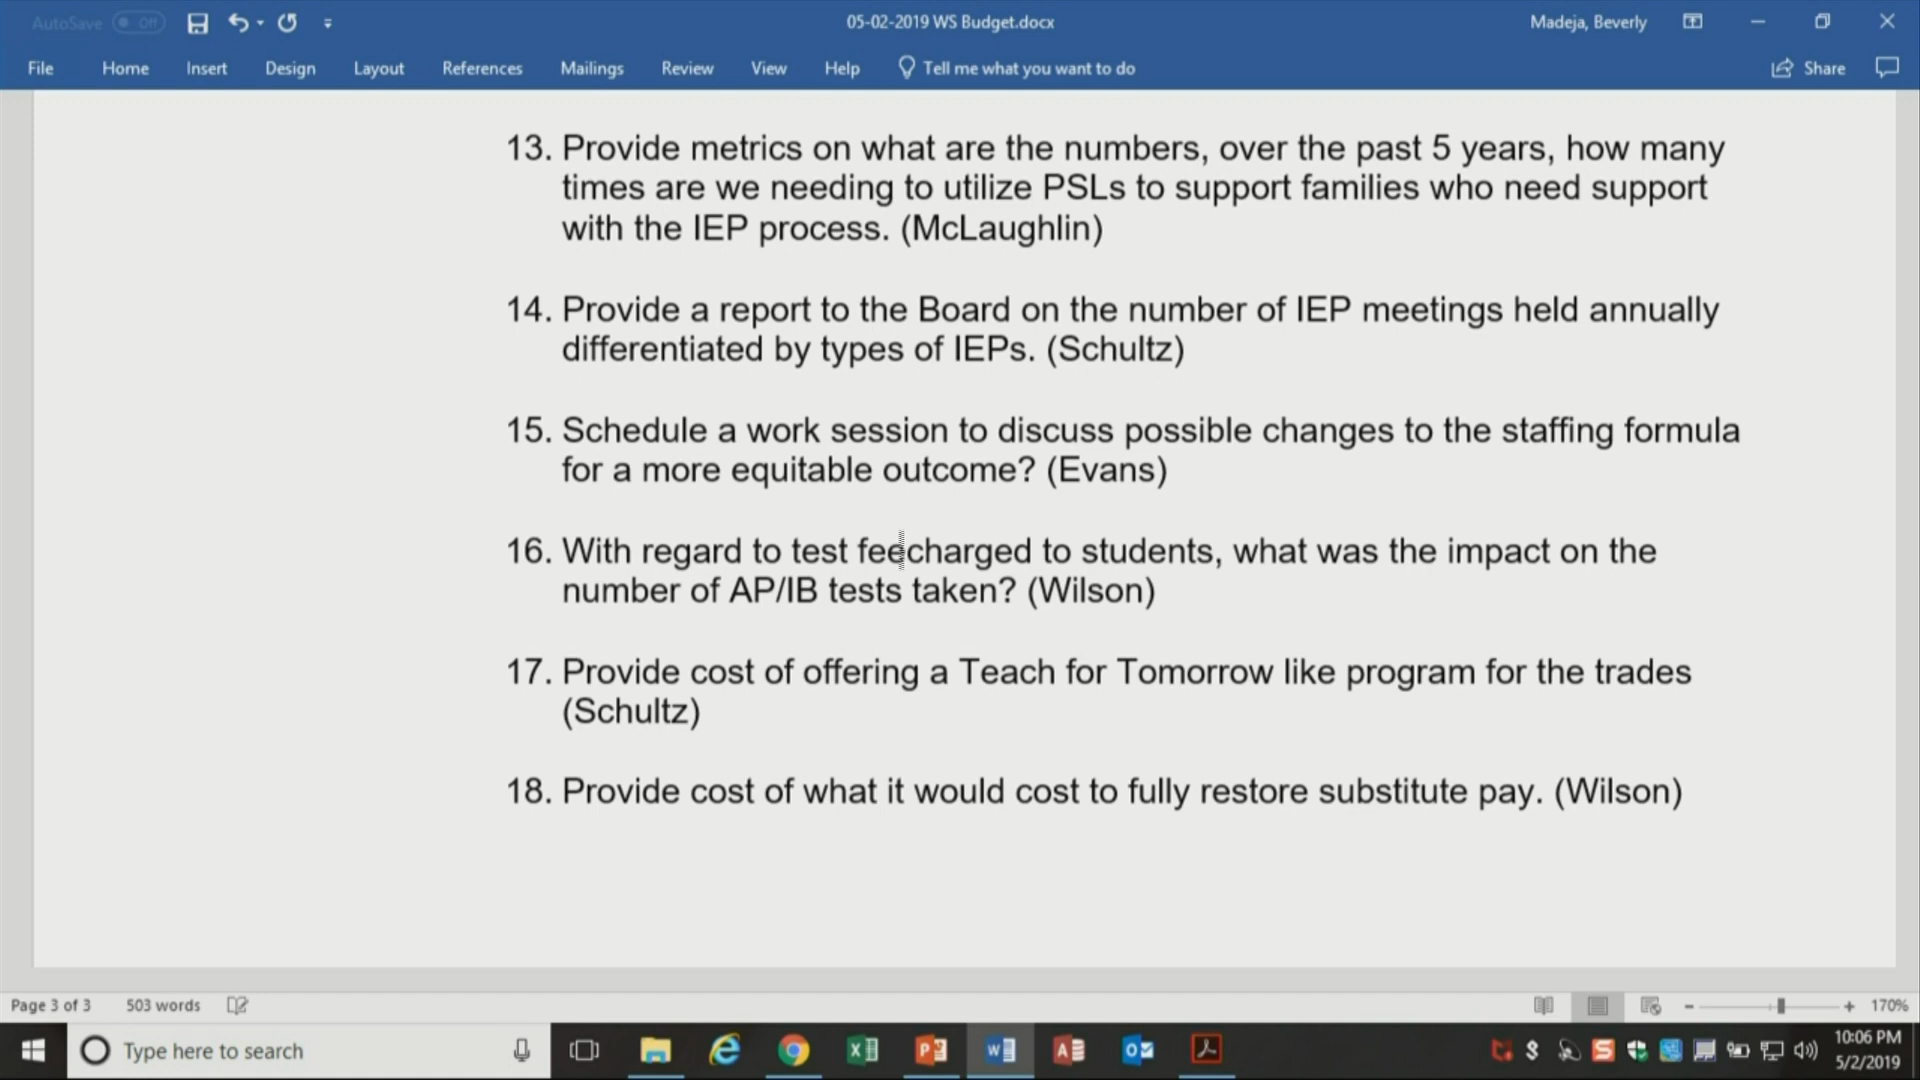 AutoSave Off 05-02-2019 WS Budget.docx Madeja, Beverly
File Home Insert Design Layout References Mailings Review View Help Tell me what you want to do Share
13. Provide metrics on what are the numbers, over the past 5 years, how many
times are we needing to utilize PSLs to support families who need support
with the IEP process. (McLaughlin)
14. Provide a report to the Board on the number of IEP meetings held annually
differentiated by types of IEPs. (Schultz)
15. Schedule a work session to discuss possible changes to the staffing formula
for a more equitable outcome? (Evans)
16. With regard to test feecharged to students, what was the impact on the
number of AP/IB tests taken? (Wilson)
17. Provide cost of offering a Teach for Tomorrow like program for the trades
(Schultz)
18. Provide cost of what it would cost to fully restore substitute pay. (Wilson)
Page 3 of 3 503 words 170%
Type here to search
10:06 PM
5/2/2019